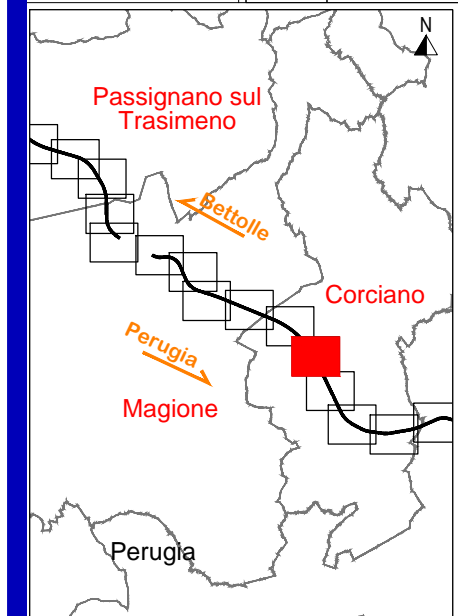 N
Passignano sul
Trasimeno
Bettolle
Corciano
Perugia
Magione
Perugia